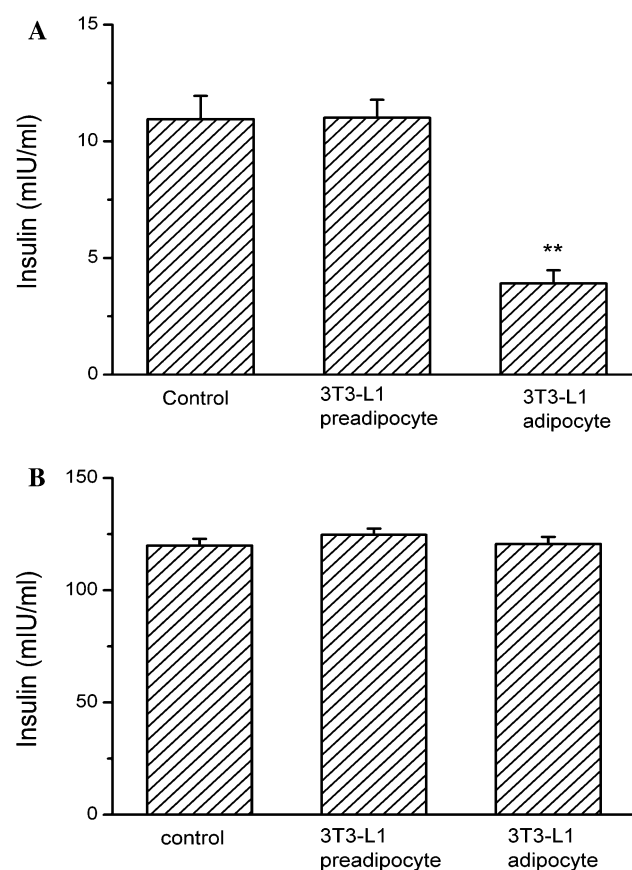 A
15
10
5
0
Insulin (mIU/ml)
**
Control
3T3-L1
preadipocyte
3T3-L1
adipocyte
B
150
100
50
0
Insulin (mIU/ml)
control
3T3-L1
preadipocyte
3T3-L1
adipocyte